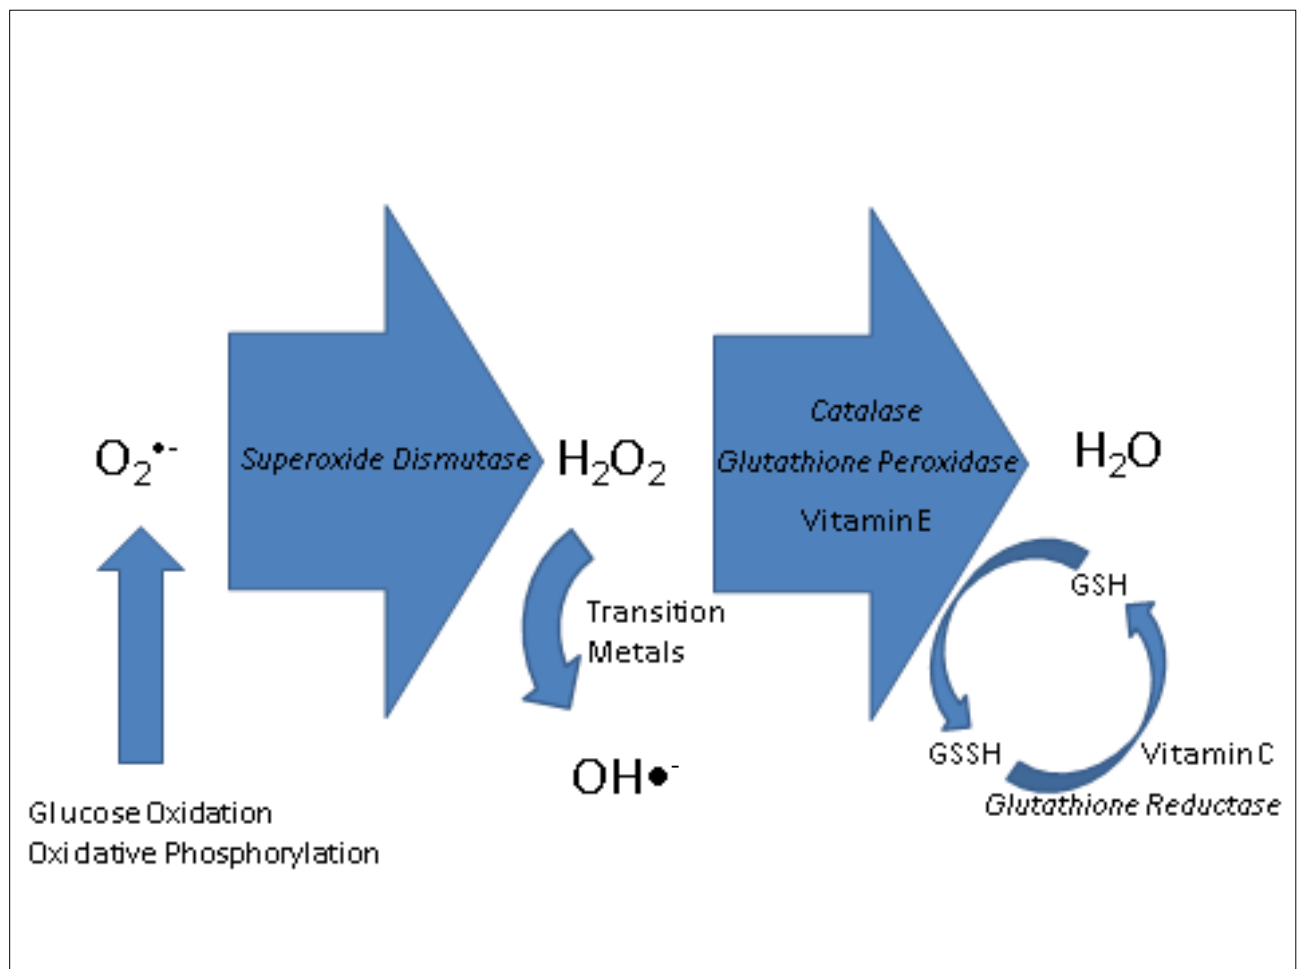 O₂•-
Superoxide Dismutase
H₂O₂
Catalase
Glutathione Peroxidase
Vitamin E
H₂O
Transition
Metals
OH•-
GSH
GSSH
Vitamin C
Glutathione Reductase
Glucose Oxidation
Oxidative Phosphorylation